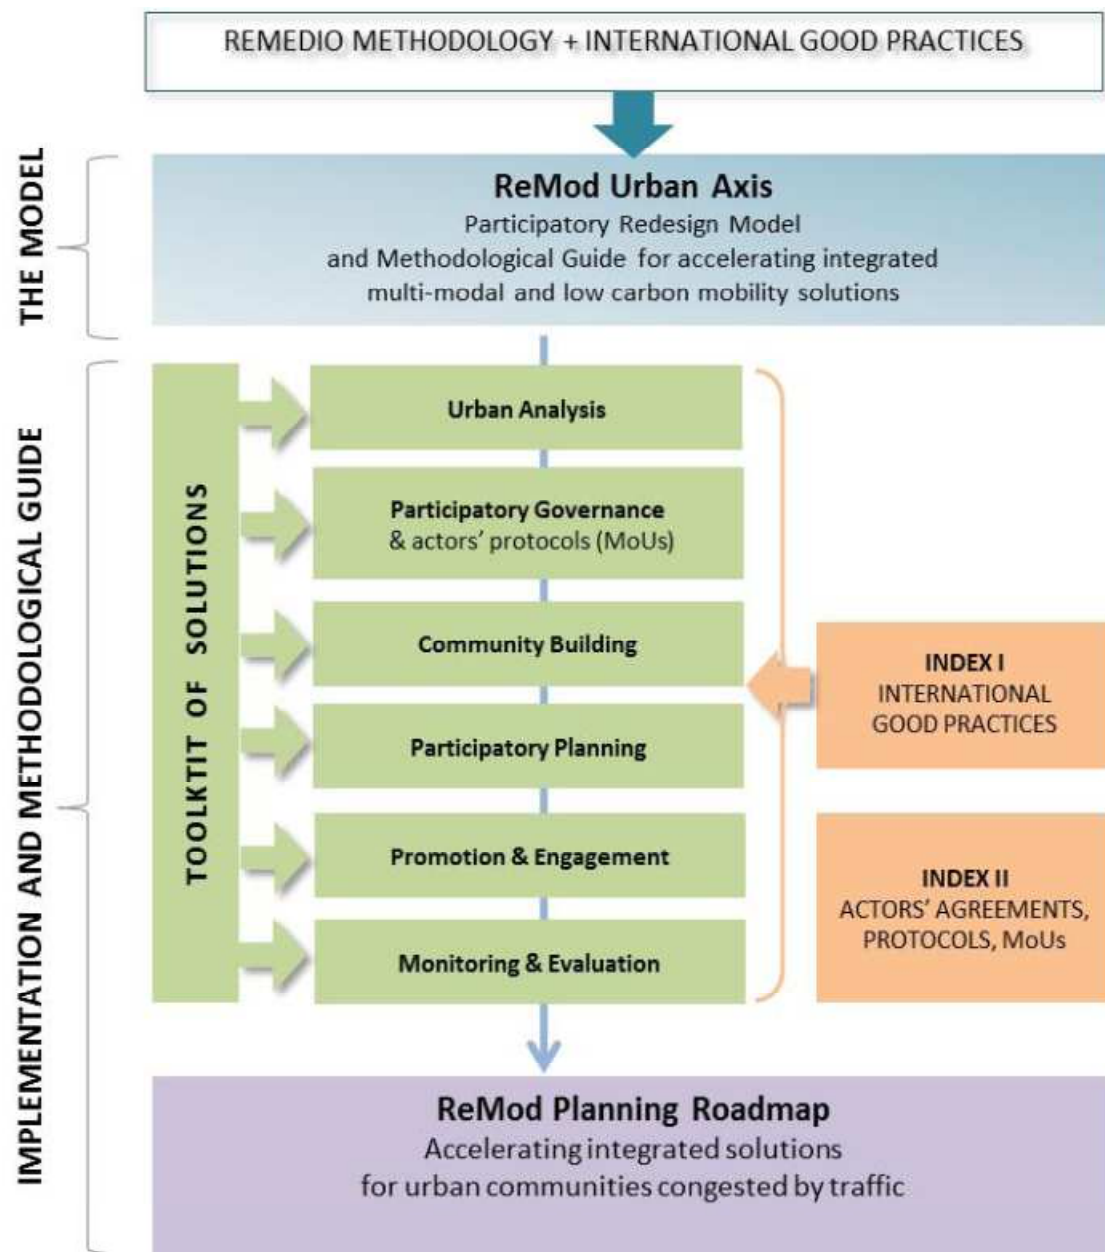 REMEDIO METHODOLOGY + INTERNATIONAL GOOD PRACTICES
THE MODEL
ReMod Urban Axis
Participatory Redesign Model
and Methodological Guide for accelerating integrated
multi-modal and low carbon mobility solutions
IMPLEMENTATION AND METHODOLOGICAL GUIDE
TOOLKTIT OF SOLUTIONS
Urban Analysis
Participatory Governance
& actors' protocols (MoUs)
Community Building
Participatory Planning
Promotion & Engagement
Monitoring & Evaluation
INDEX I
INTERNATIONAL
GOOD PRACTICES
INDEX II
ACTORS' AGREEMENTS,
PROTOCOLS, MoUs
ReMod Planning Roadmap
Accelerating integrated solutions
for urban communities congested by traffic